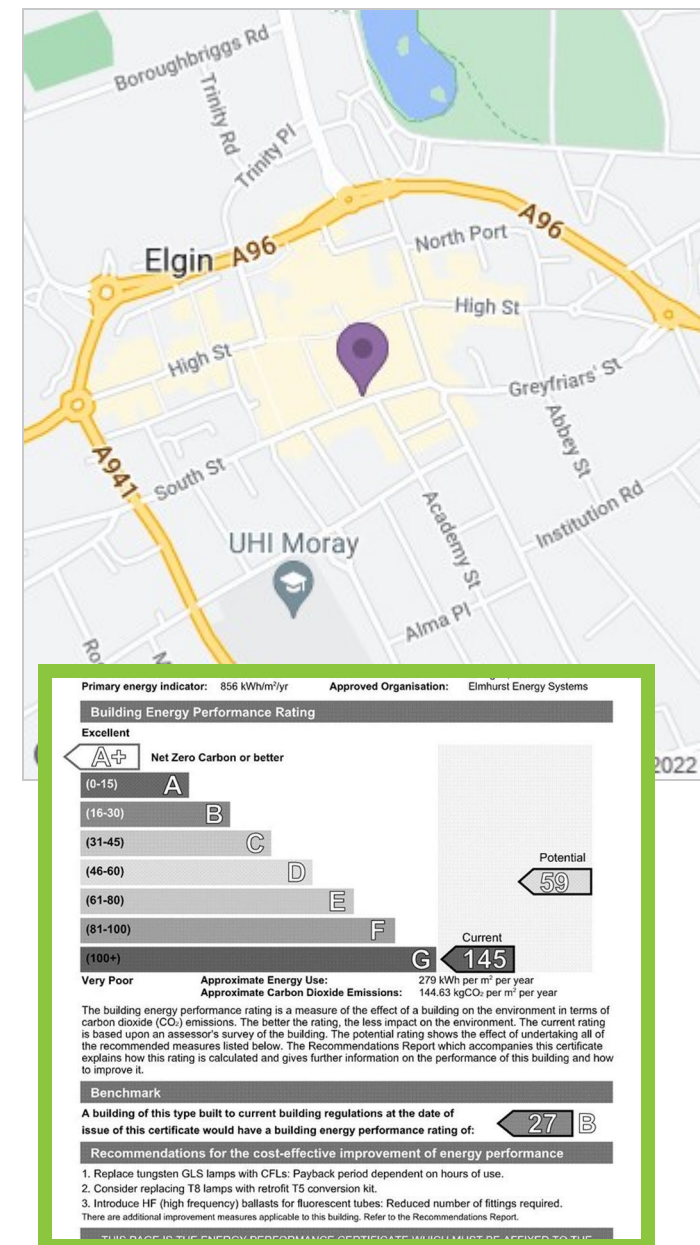 Boroughbriggs Rd
Trinity Rd
Trinity Pl
A96
North Port
Elgin
A96
High St
High St
Greyfriars' St
Abbey St
A941
South St
Academy St
Institution Rd
UHI Moray
Alma Pl
2022
Primary energy indicator: 856 kWh/m²/yr Approved Organisation: Elmhurst Energy Systems
Building Energy Performance Rating
Excellent
A+ Net Zero Carbon or better
(0-15) A
(16-30) B
(31-45) C
(46-60) D
Potential
59
(61-80) E
(81-100) F
Current
(100+) G 145
Very Poor Approximate Energy Use: 279 kWh per m² per year
Approximate Carbon Dioxide Emissions: 144.63 kgCO₂ per m² per year
The building energy performance rating is a measure of the effect of a building on the environment in terms of
carbon dioxide (CO₂) emissions. The better the rating, the less impact on the environment. The current rating
is based upon an assessor's survey of the building. The potential rating shows the effect of undertaking all of
the recommended measures listed below. The Recommendations Report which accompanies this certificate
explains how this rating is calculated and gives further information on the performance of this building and how
to improve it.
Benchmark
A building of this type built to current building regulations at the date of
issue of this certificate would have a building energy performance rating of: 27 B
Recommendations for the cost-effective improvement of energy performance
1. Replace tungsten GLS lamps with CFLs: Payback period dependent on hours of use.
2. Consider replacing T8 lamps with retrofit T5 conversion kit.
3. Introduce HF (high frequency) ballasts for fluorescent tubes: Reduced number of fittings required.
There are additional improvement measures applicable to this building. Refer to the Recommendations Report.
THIS PAGE IS THE ENERGY PERFORMANCE CERTIFICATE WHICH MUST BE AFFIXED TO THE